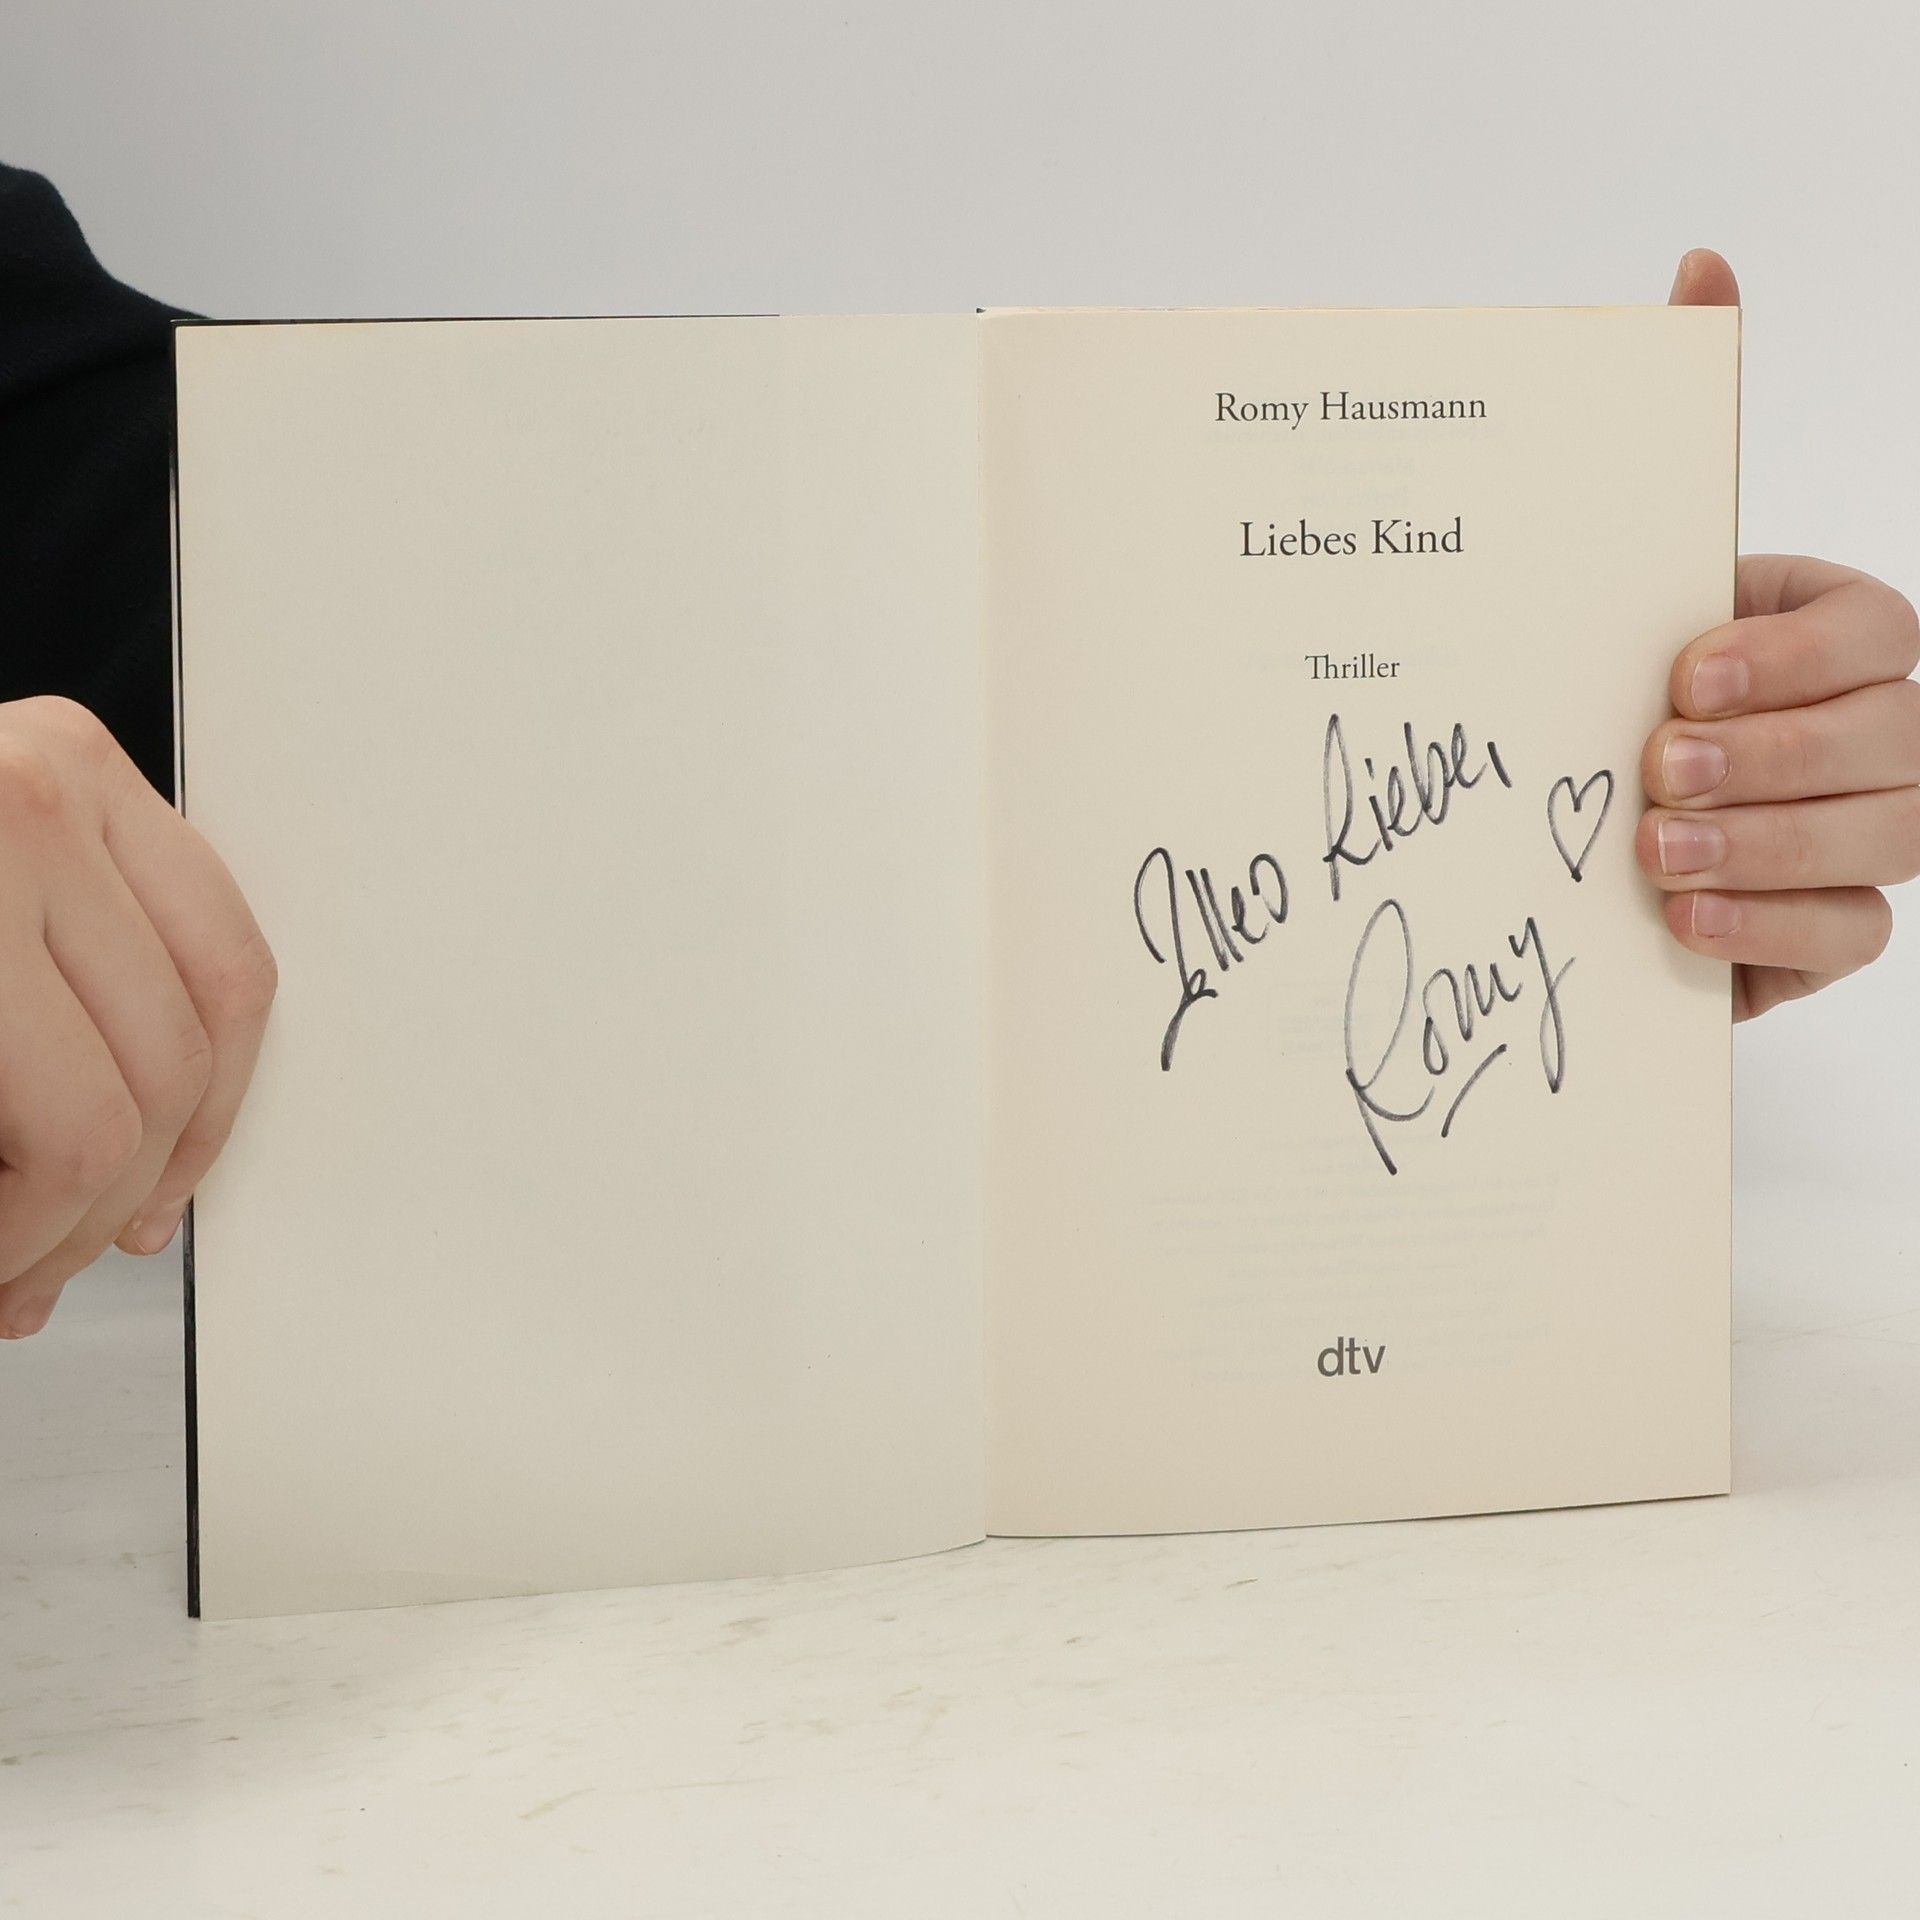 Romy Hausmann
Liebes Kind
Thriller
Alles Liebe,
Romy
dtv